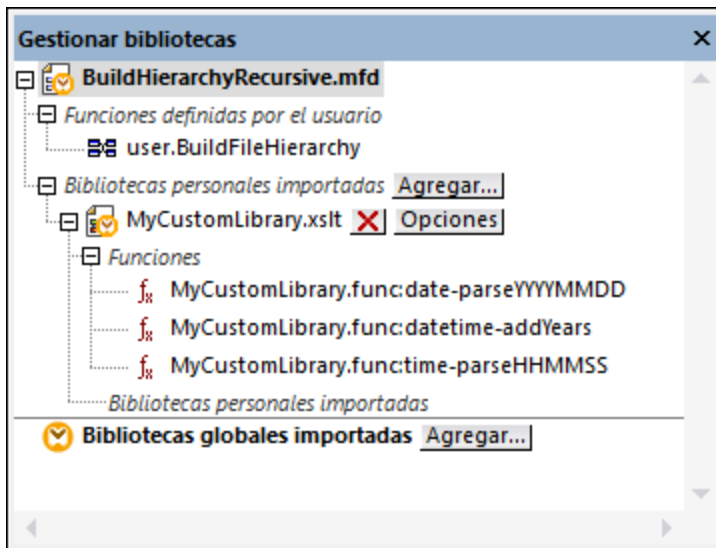 Gestionar bibliotecas
BuildHierarchyRecursive.mfd
Funciones definidas por el usuario
user.BuildFileHierarchy
Bibliotecas personales importadas Agregar...
MyCustomLibrary.xslt Opciones
Funciones
MyCustomLibrary.func:date-parseYYYYMMDD
MyCustomLibrary.func:datetime-addYears
MyCustomLibrary.func:time-parseHHMMSS
Bibliotecas personales importadas
Bibliotecas globales importadas Agregar...